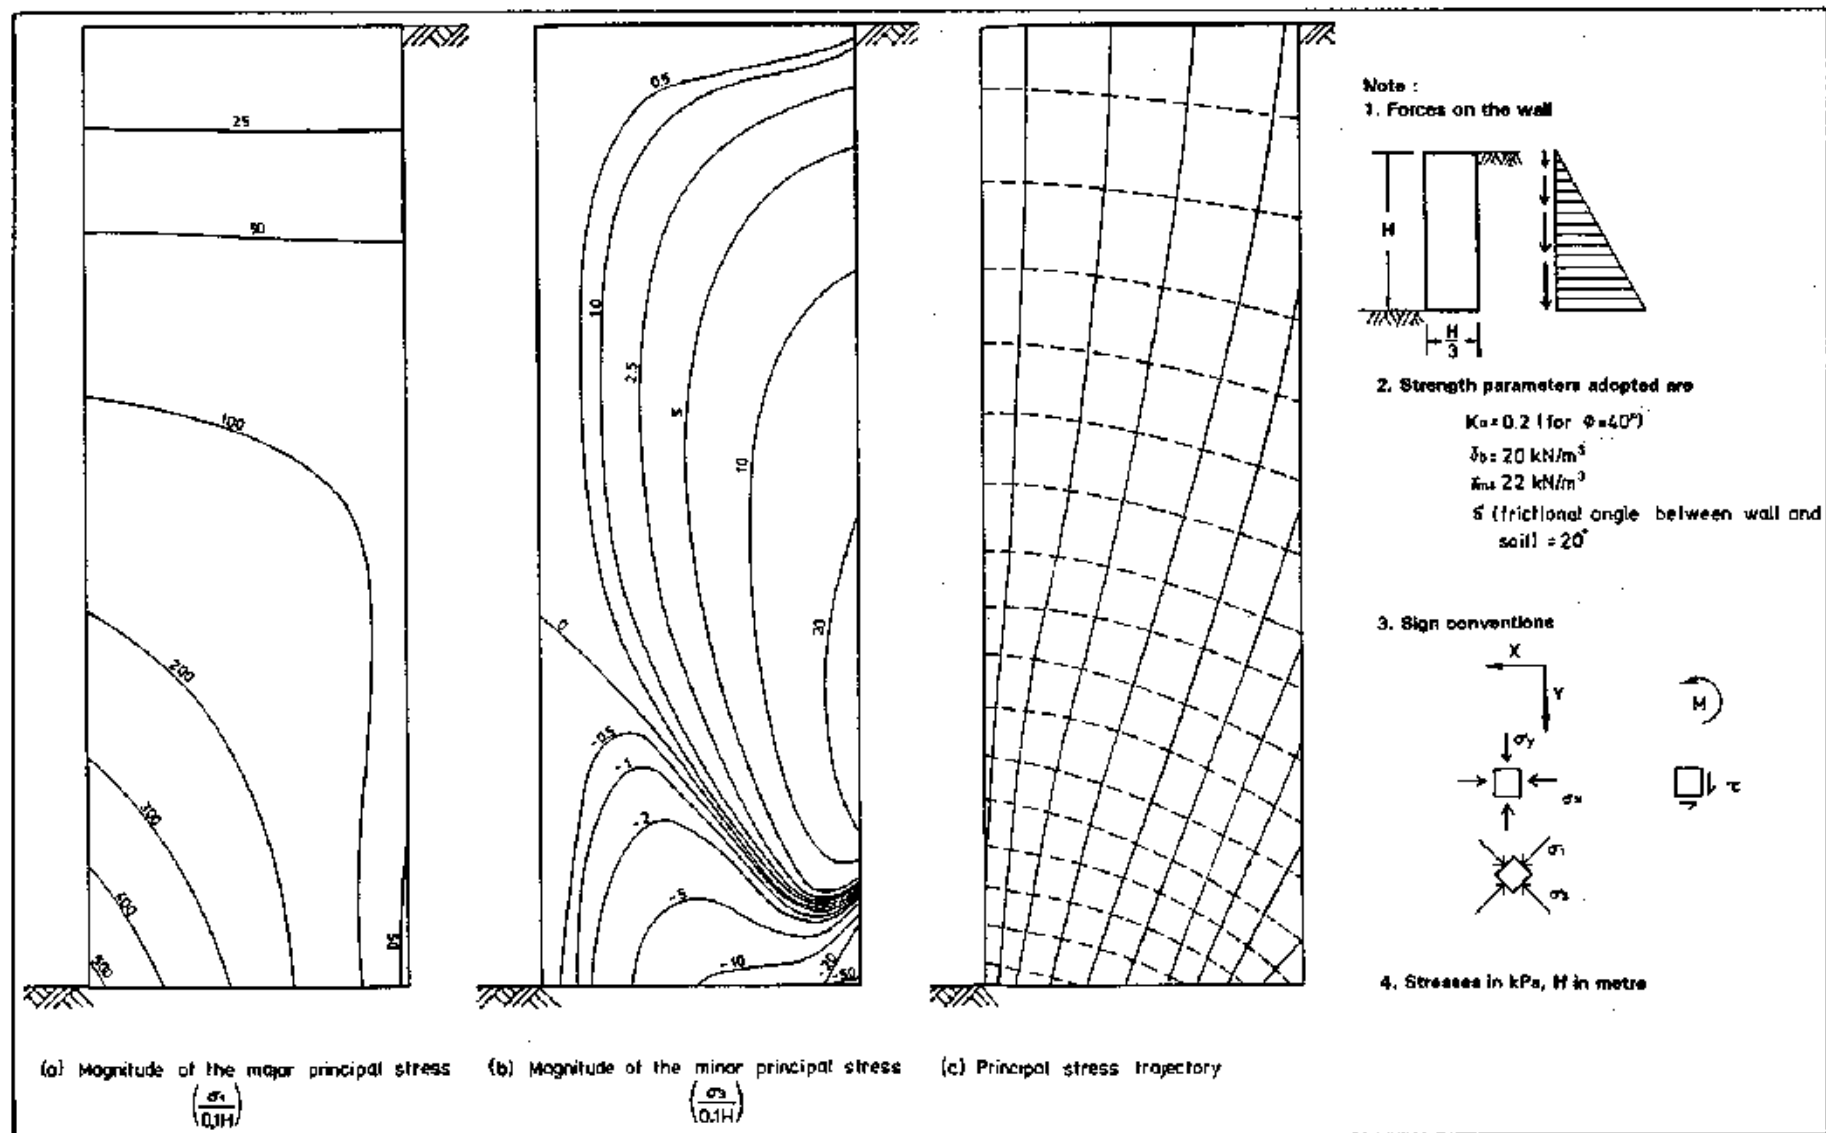 25
50
100
200
300
400
500
50
0.5
1.0
2.5
5
10
20
0
-0.5
-1
-2
-5
-10
-20
-50
(a) Magnitude of the major principal stress
(σ₁/0.1H)
(b) Magnitude of the minor principal stress
(σ₃/0.1H)
(c) Principal stress trajectory
Note :
1. Forces on the wall
H
H/3
2. Strength parameters adopted are
Ka = 0.2 (for Φ=40°)
γb = 20 kN/m³
γm = 22 kN/m³
δ (frictional angle between wall and
soil) = 20°
3. Sign conventions
X
Y
M
σy
σx
τ
σ₁
σ₃
4. Stresses in kPa, H in metre